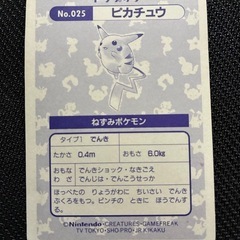 No.025 ピカチュウ
ねずみポケモン
タイプ1 でんき
たかさ 0.4m おもさ 6.0kg
おもな でんきショック・なきごえ
わざ でんじは・でんこうせっか
ほっぺたの りょうがわに ちいさい でんき
ぶくろをもつ。ピンチの ときに ほうでんす
る。
©Nintendo・CREATURES・GAMEFREAK
TV TOKYO・SHO-PRO・JR KIKAKU